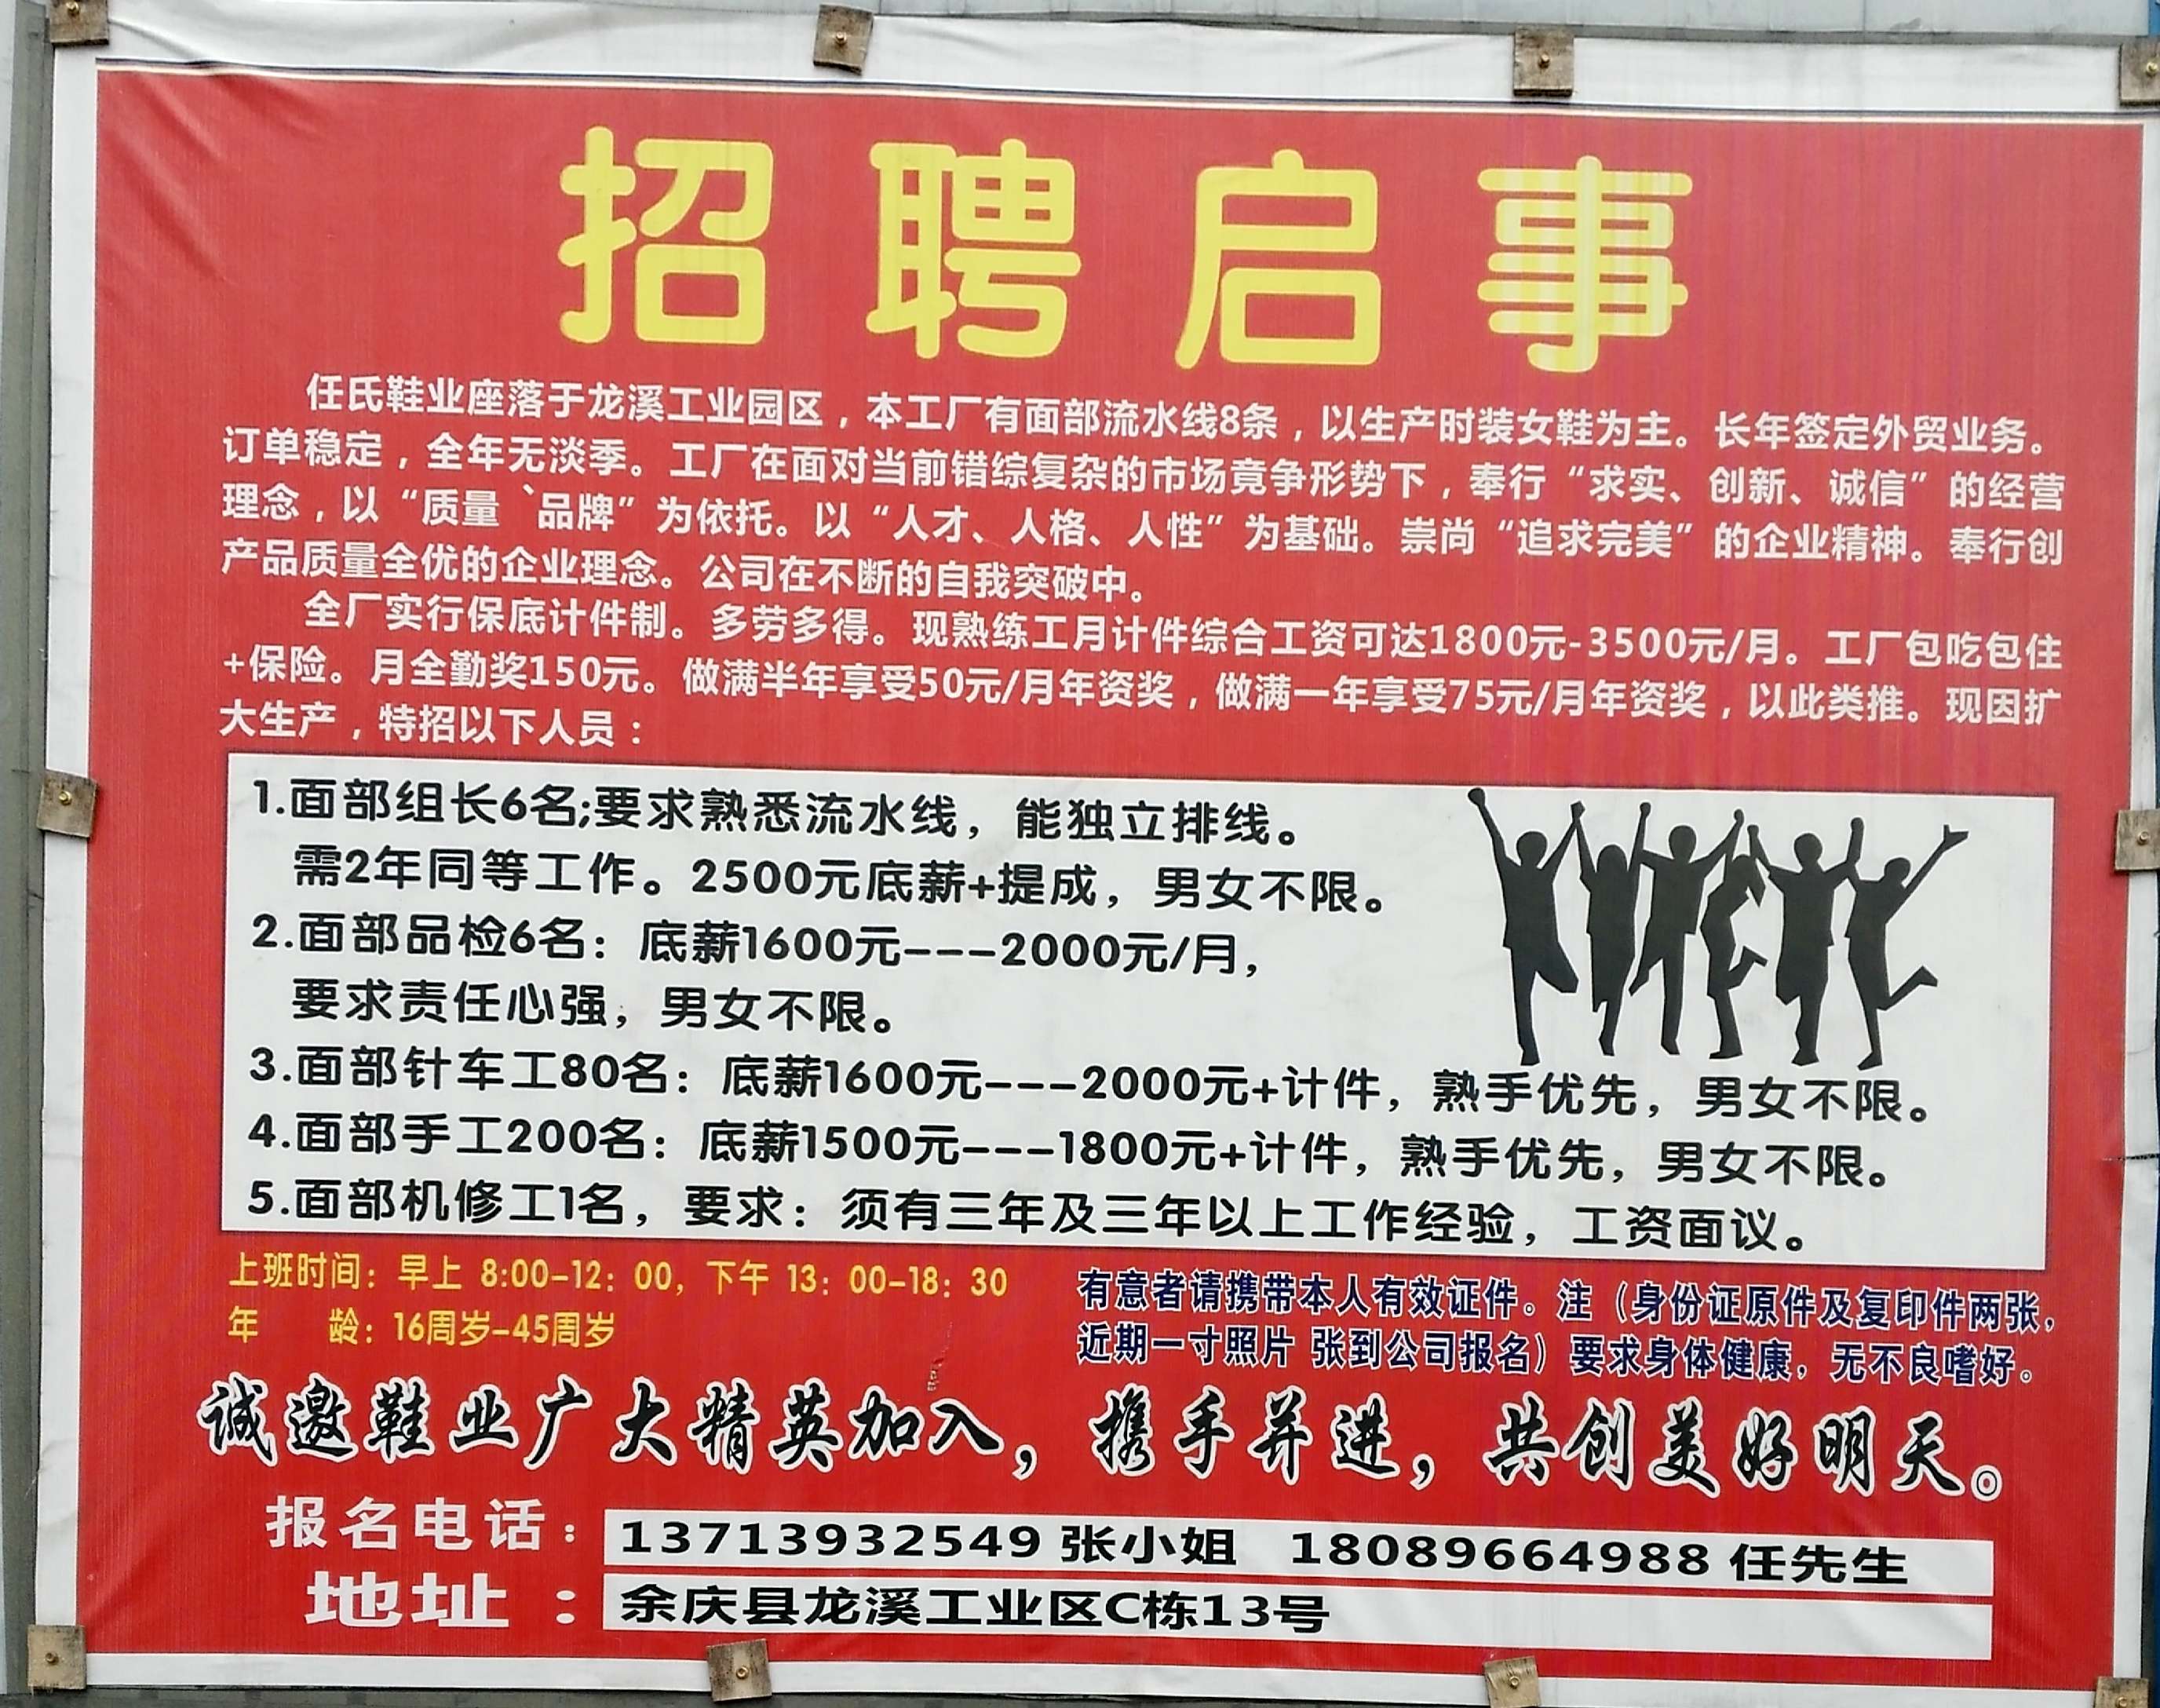 招聘启事
任氏鞋业座落于龙溪工业园区，本工厂有面部流水线8条，以生产时装女鞋为主。长年签定外贸业务。
订单稳定，全年无淡季。工厂在面对当前错综复杂的市场竟争形势下，奉行“求实、创新、诚信”的经营
理念，以“质量`品牌”为依托。以“人才、人格、人性”为基础。崇尚“追求完美”的企业精神。奉行创
产品质量全优的企业理念。公司在不断的自我突破中。
全厂实行保底计件制。多劳多得。现熟练工月计件综合工资可达1800元-3500元/月。工厂包吃包住
+保险。月全勤奖150元。做满半年享受50元/月年资奖，做满一年享受75元/月年资奖，以此类推。现因扩
大生产，特招以下人员：
1.面部组长6名;要求熟悉流水线，能独立排线。
需2年同等工作。2500元底薪+提成，男女不限。
2.面部品检6名：底薪1600元---2000元/月，
要求责任心强，男女不限。
3.面部针车工80名：底薪1600元---2000元+计件，熟手优先，男女不限。
4.面部手工200名：底薪1500元---1800元+计件，熟手优先，男女不限。
5.面部机修工1名，要求：须有三年及三年以上工作经验，工资面议。
上班时间：早上 8:00-12：00，下午 13：00-18：30
年 龄：16周岁-45周岁
有意者请携带本人有效证件。注（身份证原件及复印件两张，
近期一寸照片 张到公司报名）要求身体健康，无不良嗜好。
诚邀鞋业广大精英加入，携手并进，共创美好明天。
报名电话：13713932549 张小姐 18089664988 任先生
地址：余庆县龙溪工业区C栋13号